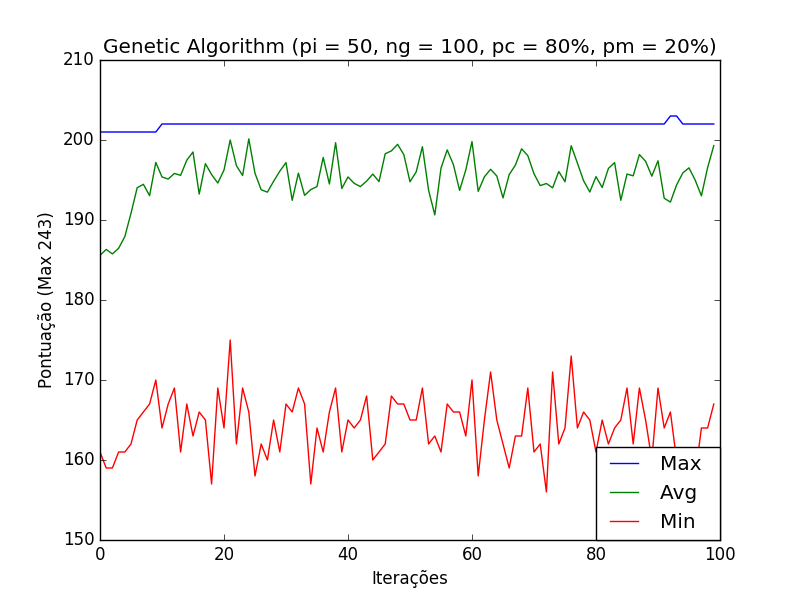 Genetic Algorithm (pi = 50, ng = 100, pc = 80%, pm = 20%)
210
200
190
180
170
160
150
Pontuação (Max 243)
0
20
40
60
80
100
Iterações
Max
Avg
Min